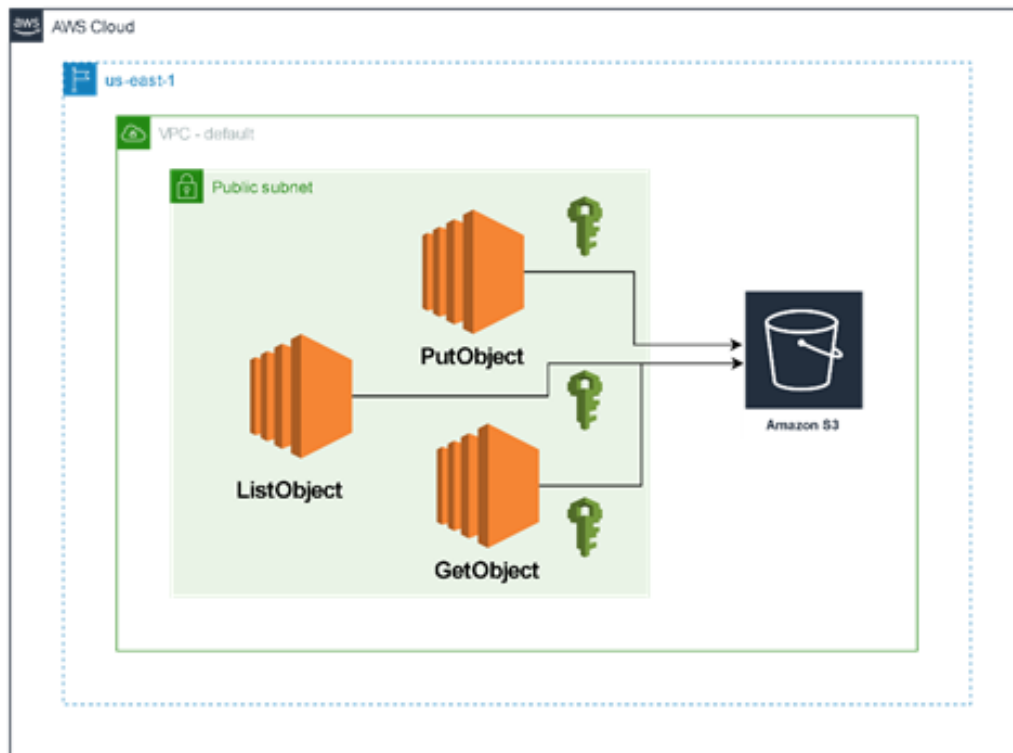 aws AWS Cloud
us-east-1
VPC - default
Public subnet
PutObject
ListObject
GetObject
Amazon S3